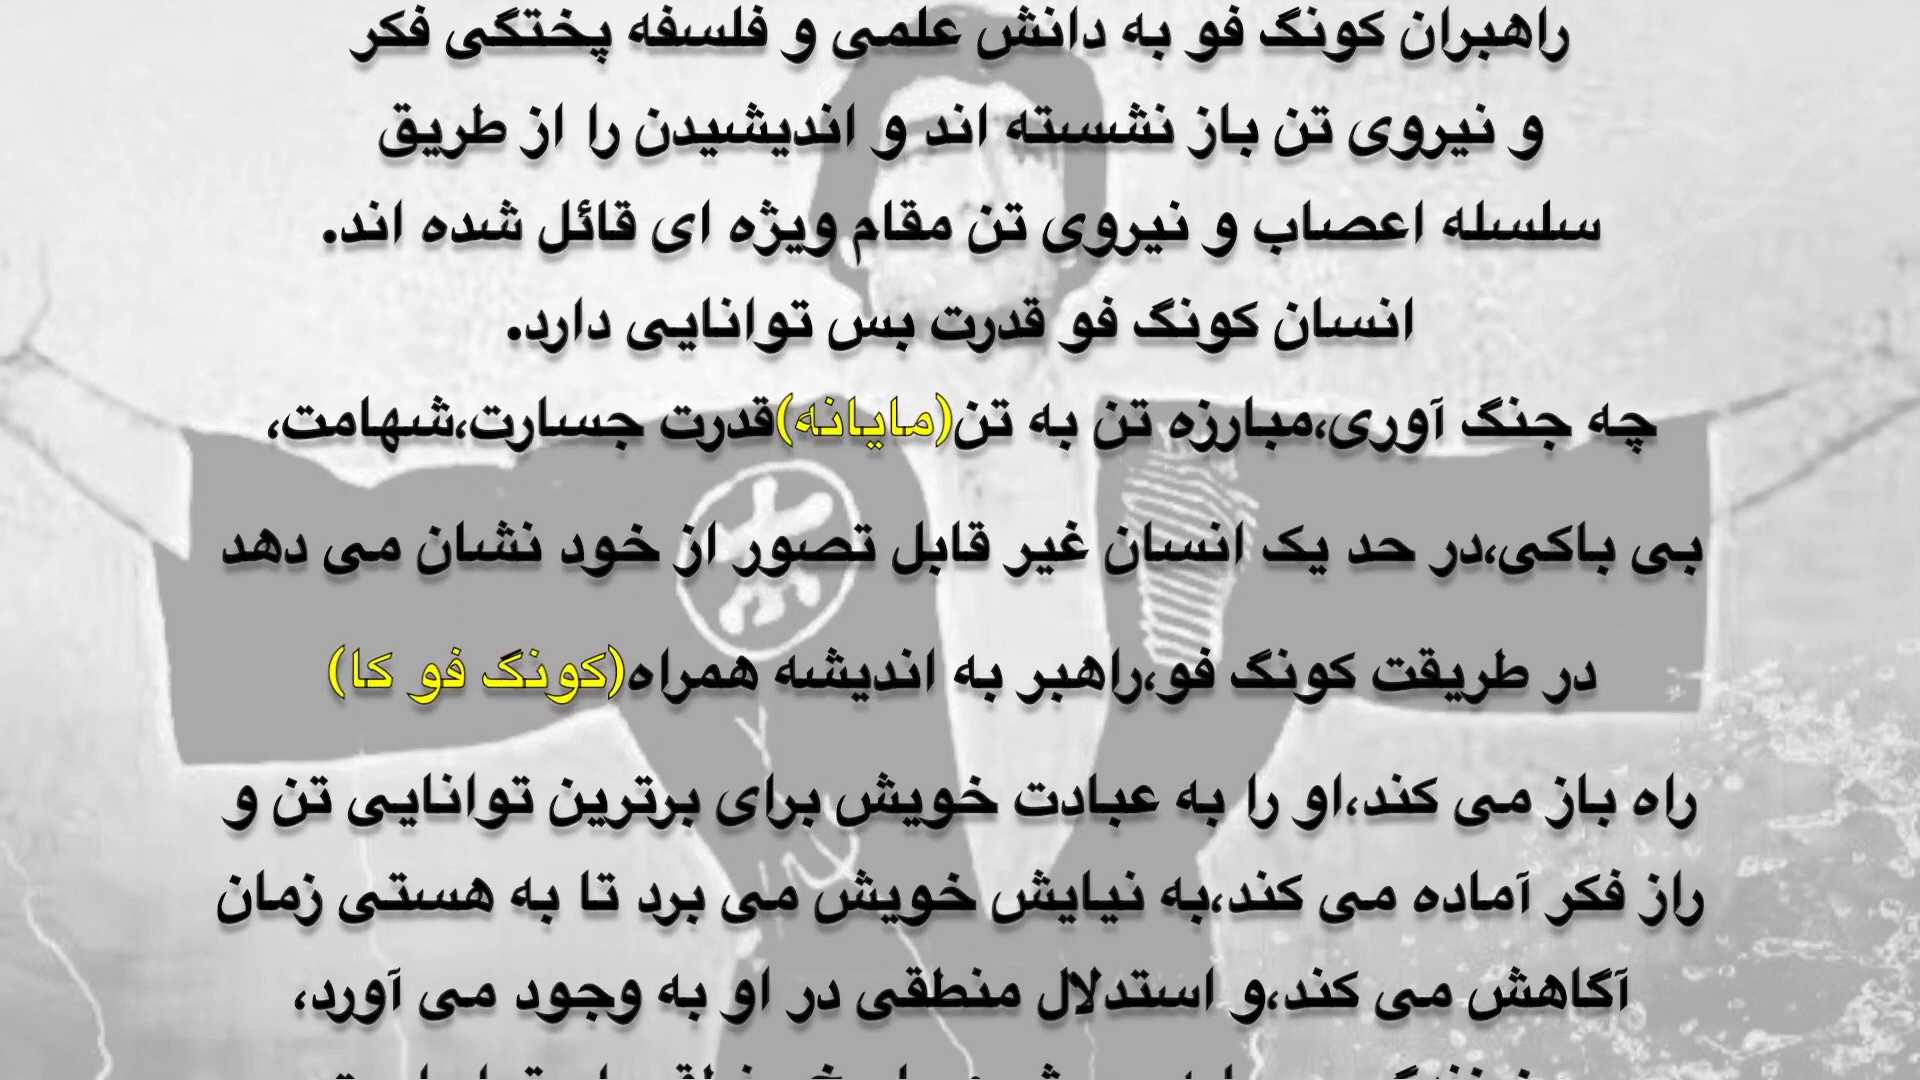 راهبران کونگ فو به دانش علمی و فلسفه پختگی فکر
و نیروی تن باز نشسته اند و اندیشیدن را از طریق
سلسله اعصاب و نیروی تن مقام ویژه ای قائل شده اند.
انسان کونگ فو قدرت بس توانایی دارد.
چه جنگ آوری،مبارزه تن به تن(مایانه)قدرت جسارت،شهامت،
بی باکی،در حد یک انسان غیر قابل تصور از خود نشان می دهد
در طریقت کونگ فو،راهبر به اندیشه همراه(کونگ فو کا)
راه باز می کند،او را به عبادت خویش برای برترین توانایی تن و
راز فکر آماده می کند،به نیایش خویش می برد تا به هستی زمان
آگاهش می کند،و استدلال منطقی در او به وجود می آورد،